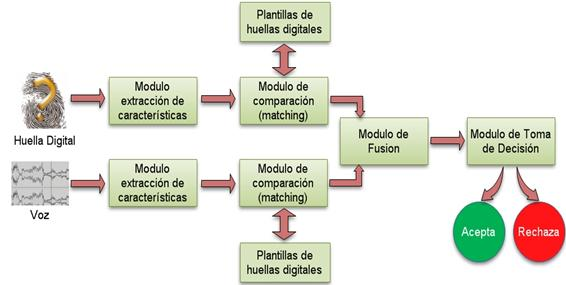 Plantillas de
huellas digitales
Huella Digital
Modulo
extracción de
características
Modulo de
comparación
(matching)
Modulo de
Fusion
Modulo de Toma
de Decisión
Voz
Modulo
extracción de
características
Modulo de
comparación
(matching)
Acepta
Rechaza
Plantillas de
huellas digitales